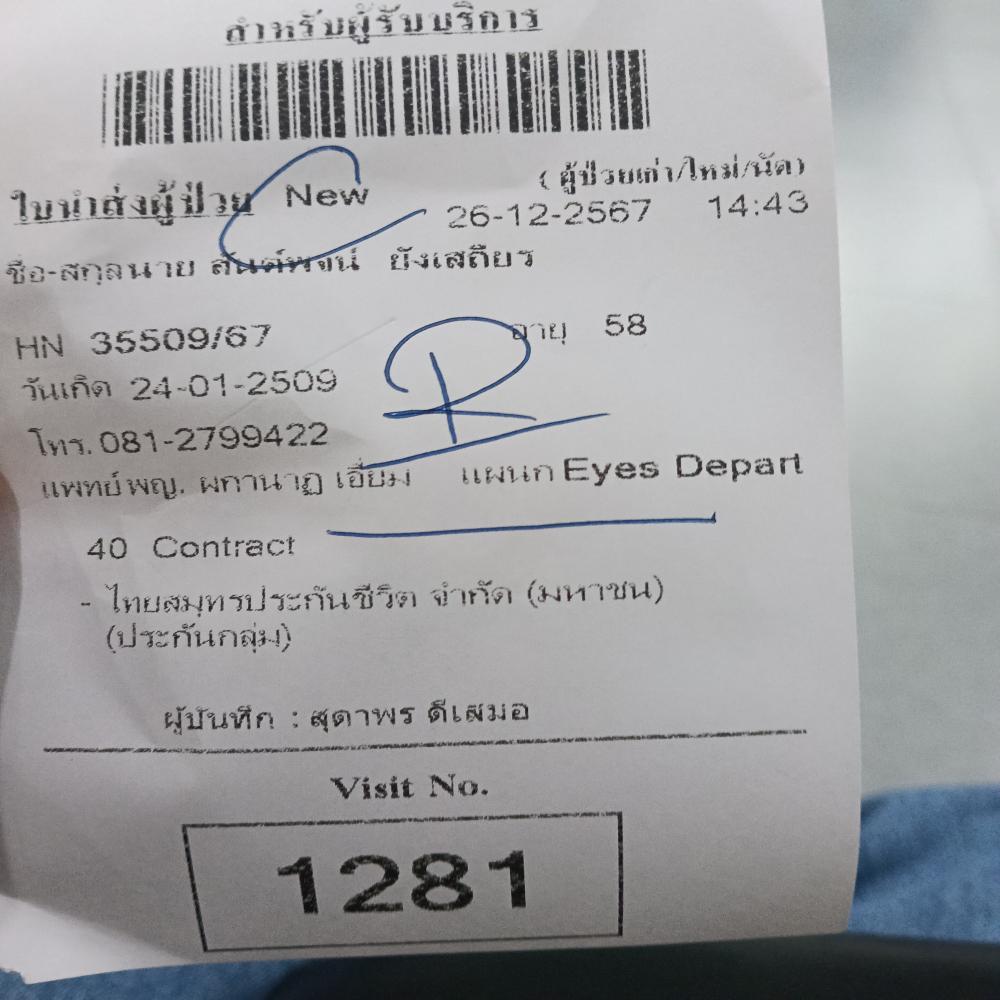 สำหรับผู้รับบริการ
ใบนำส่งผู้ป่วย New ( ผู้ป่วยเก่า/ใหม่/นัด)
26-12-2567 14:43
ชื่อ-สกุลนาย สันต์พจน์ ยังเสถียร
HN 35509/67 อายุ 58
วันเกิด 24-01-2509
โทร. 081-2799422
แพทย์ พญ. ผกานาฏ เอี่ยม แผนก Eyes Depart
40 Contract
- ไทยสมุทรประกันชีวิต จำกัด (มหาชน)
(ประกันกลุ่ม)
ผู้บันทึก : สุดาพร ดีเสมอ
Visit No.
1281